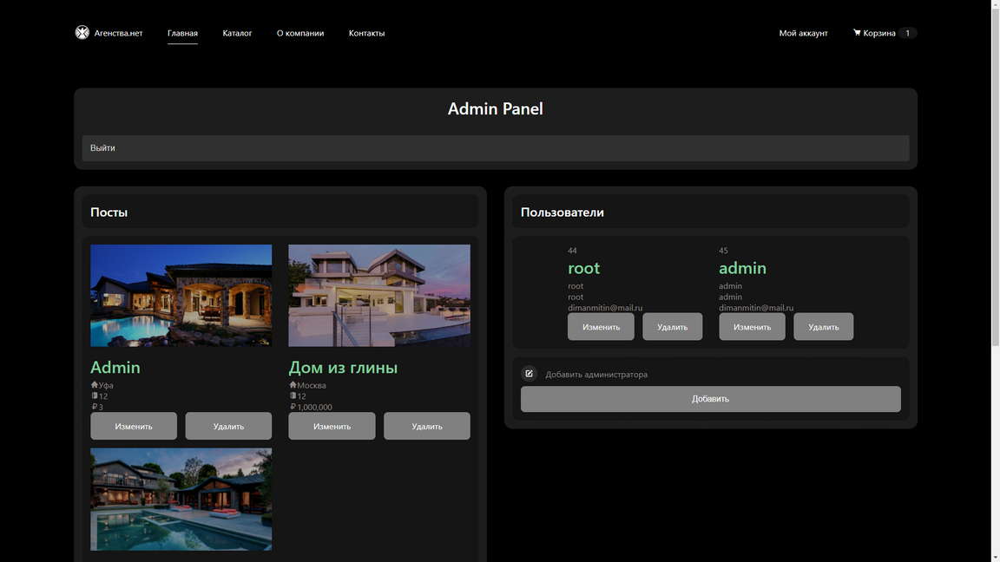 Агенства.нет
Главная
Каталог
О компании
Контакты
Мой аккаунт
Корзина 1
Admin Panel
Выйти
Посты
Admin
Уфа
12
₽ 3
Изменить
Удалить
Дом из глины
Москва
12
₽ 1,000,000
Изменить
Удалить
Пользователи
44
root
root
root
dimanmitin@mail.ru
Изменить
Удалить
45
admin
admin
admin
dimanmitin@mail.ru
Изменить
Удалить
Добавить администратора
Добавить